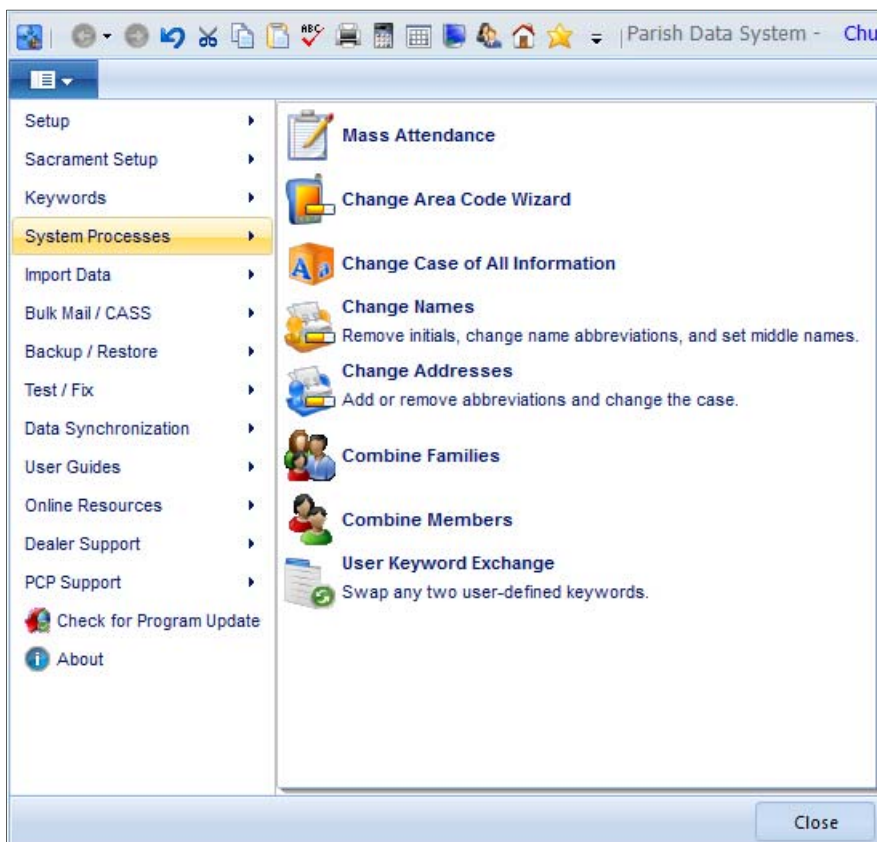 ABC
Parish Data System - Chu
Setup
Sacrament Setup
Keywords
System Processes
Import Data
Bulk Mail / CASS
Backup / Restore
Test / Fix
Data Synchronization
User Guides
Online Resources
Dealer Support
PCP Support
Check for Program Update
About
Mass Attendance
Change Area Code Wizard
Change Case of All Information
Change Names
Remove initials, change name abbreviations, and set middle names.
Change Addresses
Add or remove abbreviations and change the case.
Combine Families
Combine Members
User Keyword Exchange
Swap any two user-defined keywords.
Close